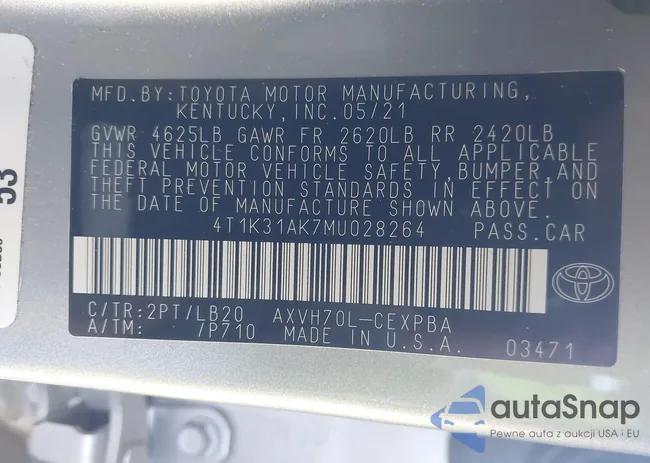 MFD.BY:TOYOTA MOTOR MANUFACTURING,
KENTUCKY,INC.05/21
GVWR 4625LB GAWR FR 2620LB RR 2420LB
THIS VEHICLE CONFORMS TO ALL APPLICABLE
FEDERAL MOTOR VEHICLE SAFETY,BUMPER,AND
THEFT PREVENTION STANDARDS IN EFFECT ON
THE DATE OF MANUFACTURE SHOWN ABOVE.
4T1K31AK7MU028264 PASS.CAR
C/TR:2PT/LB20 AXVH70L-CEXPBA
A/TM: /P710 MADE IN U.S.A. 03471
53
autaSnap
Pewne auta z aukcji USA i EU